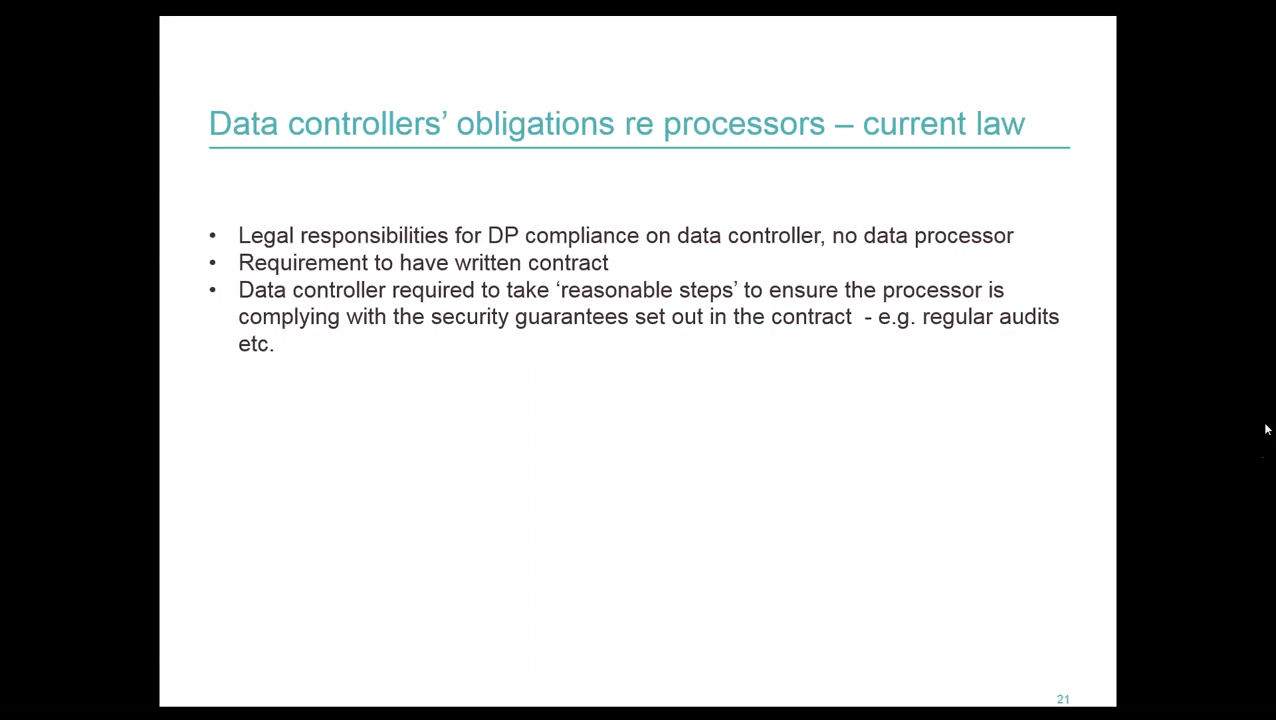 Data controllers’ obligations re processors – current law
• Legal responsibilities for DP compliance on data controller, no data processor
• Requirement to have written contract
• Data controller required to take ‘reasonable steps’ to ensure the processor is
complying with the security guarantees set out in the contract  - e.g. regular audits
etc.
21